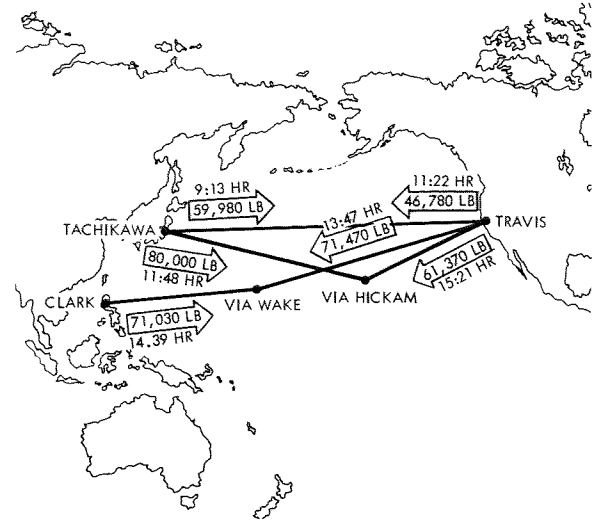 9:13 HR
59,980 LB
11:22 HR
46,780 LB
TACHIKAWA
TRAVIS
13:47 HR
71,470 LB
80,000 LB
11:48 HR
61,370 LB
15:21 HR
CLARK
VIA WAKE
VIA HICKAM
71,030 LB
14.39 HR